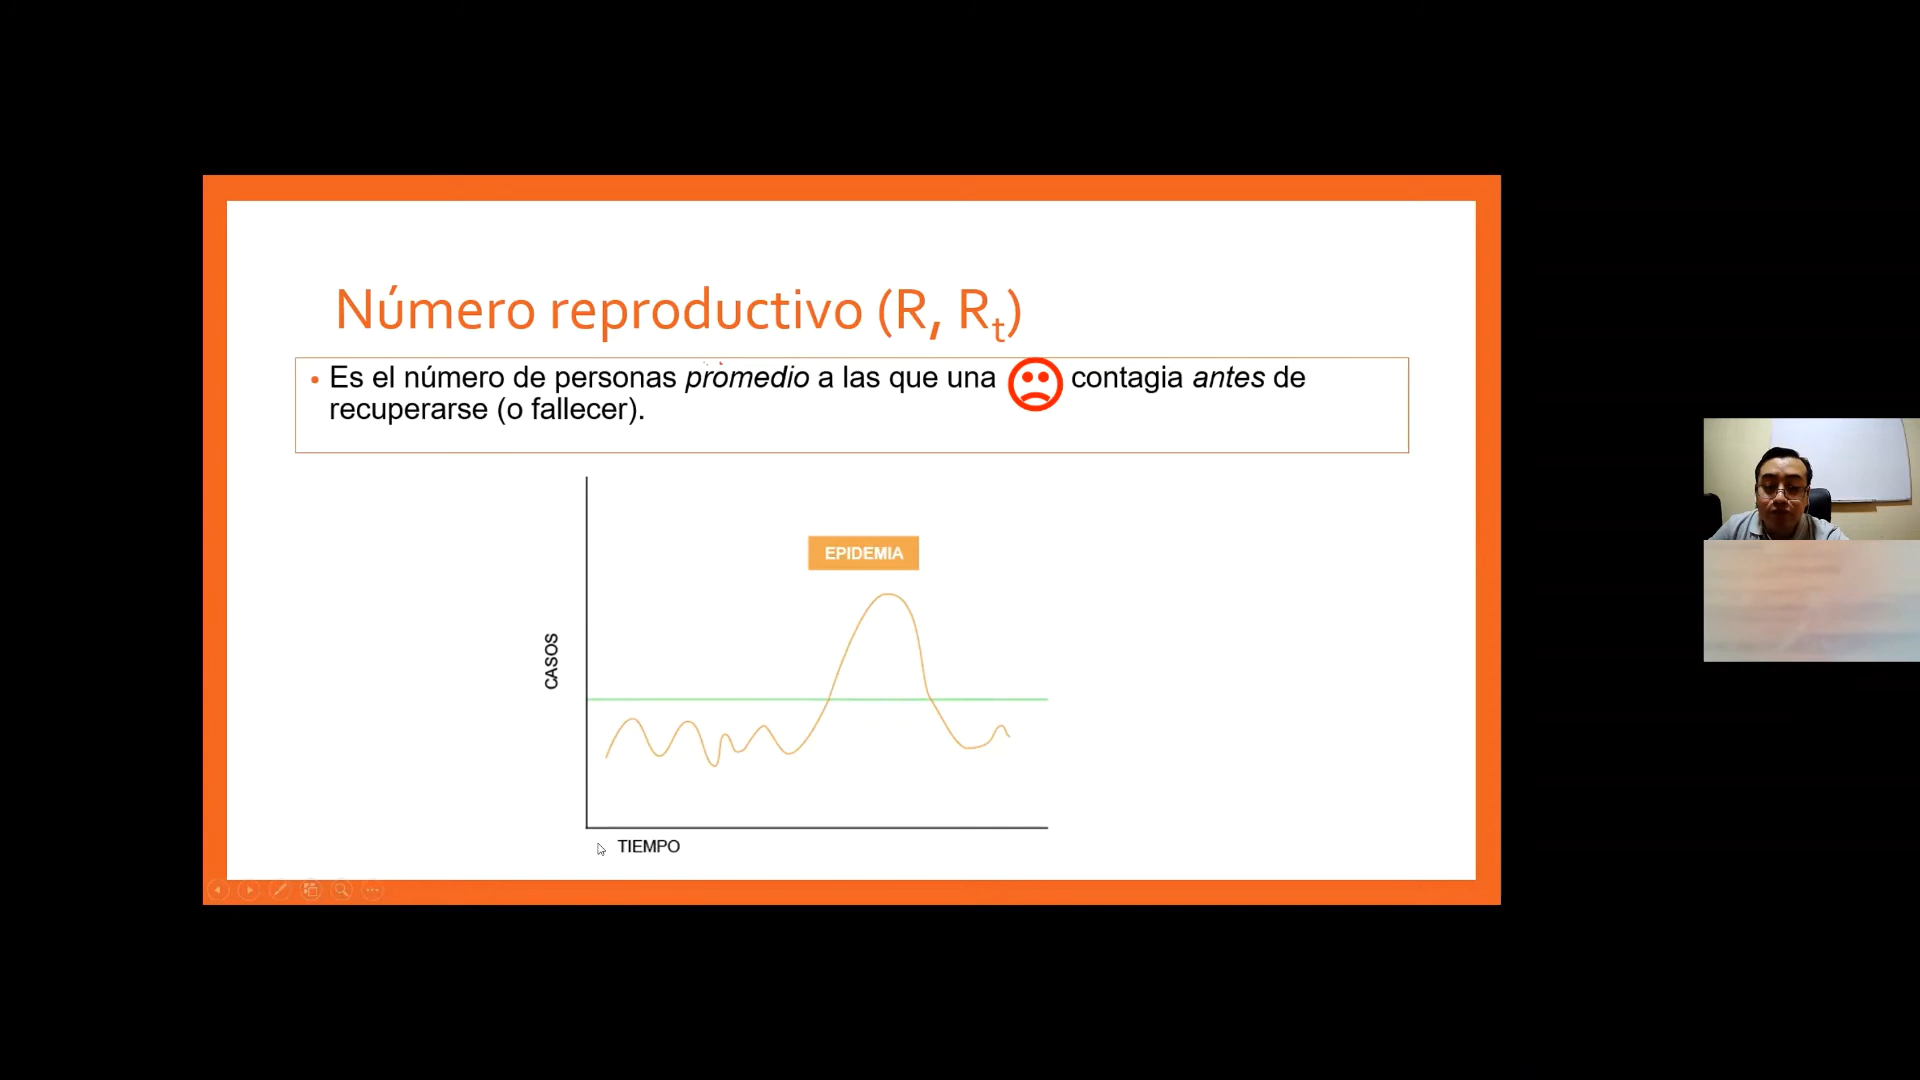 Número reproductivo (R, Rt)
• Es el número de personas promedio a las que una contagia antes de
recuperarse (o fallecer).
EPIDEMIA
CASOS
TIEMPO